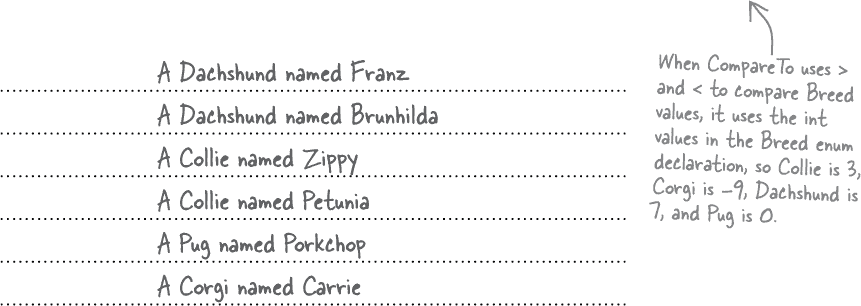 A Dachshund named Franz
A Dachshund named Brunhilda
A Collie named Zippy
A Collie named Petunia
A Pug named Porkchop
A Corgi named Carrie
When CompareTo uses >
and < to compare Breed
values, it uses the int
values in the Breed enum
declaration, so Collie is 3,
Corgi is –9, Dachshund is
7, and Pug is 0.